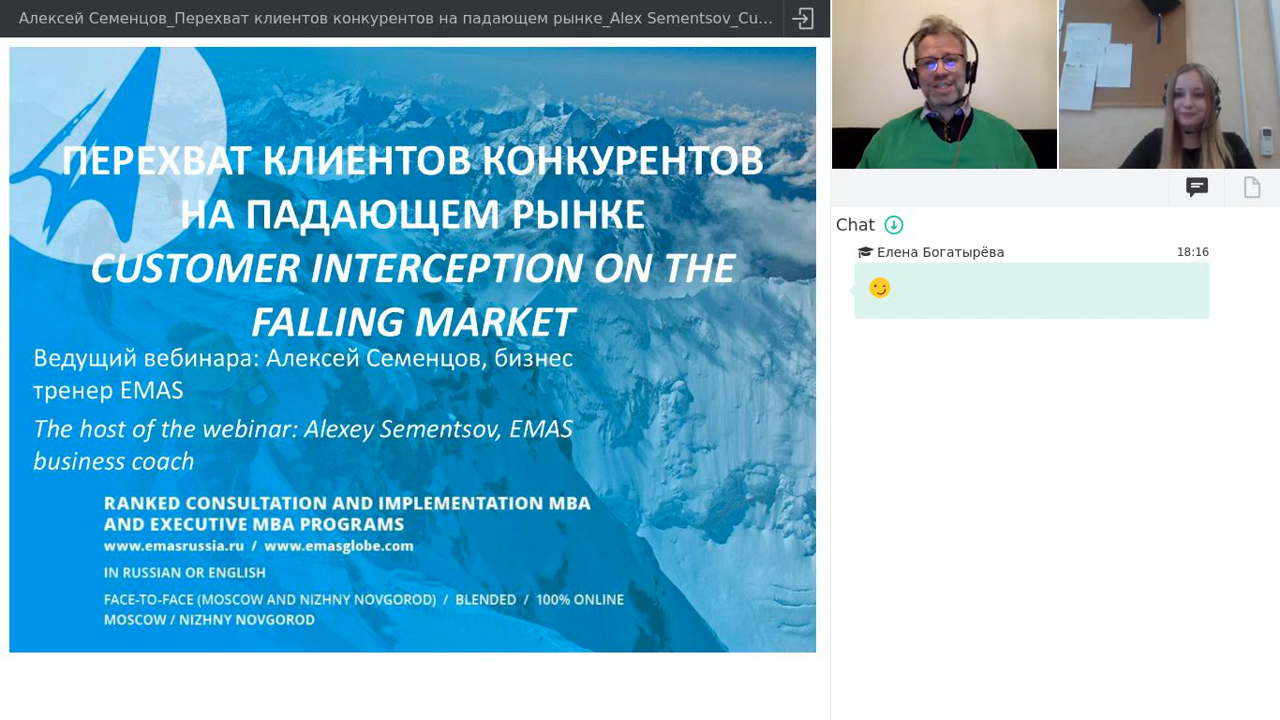 Алексей Семенцов_Перехват клиентов конкурентов на падающем рынке_Alex Sementsov_Cu...
ПЕРЕХВАТ КЛИЕНТОВ КОНКУРЕНТОВ
НА ПАДАЮЩЕМ РЫНКЕ
CUSTOMER INTERCEPTION ON THE
FALLING MARKET
Ведущий вебинара: Алексей Семенцов, бизнес
тренер EMAS
The host of the webinar: Alexey Sementsov, EMAS
business coach
RANKED CONSULTATION AND IMPLEMENTATION MBA
AND EXECUTIVE MBA PROGRAMS
www.emasrussia.ru / www.emasglobe.com
IN RUSSIAN OR ENGLISH
FACE-TO-FACE (MOSCOW AND NIZHNY NOVGOROD) / BLENDED / 100% ONLINE
MOSCOW / NIZHNY NOVGOROD
Chat
Елена Богатырёва 18:16